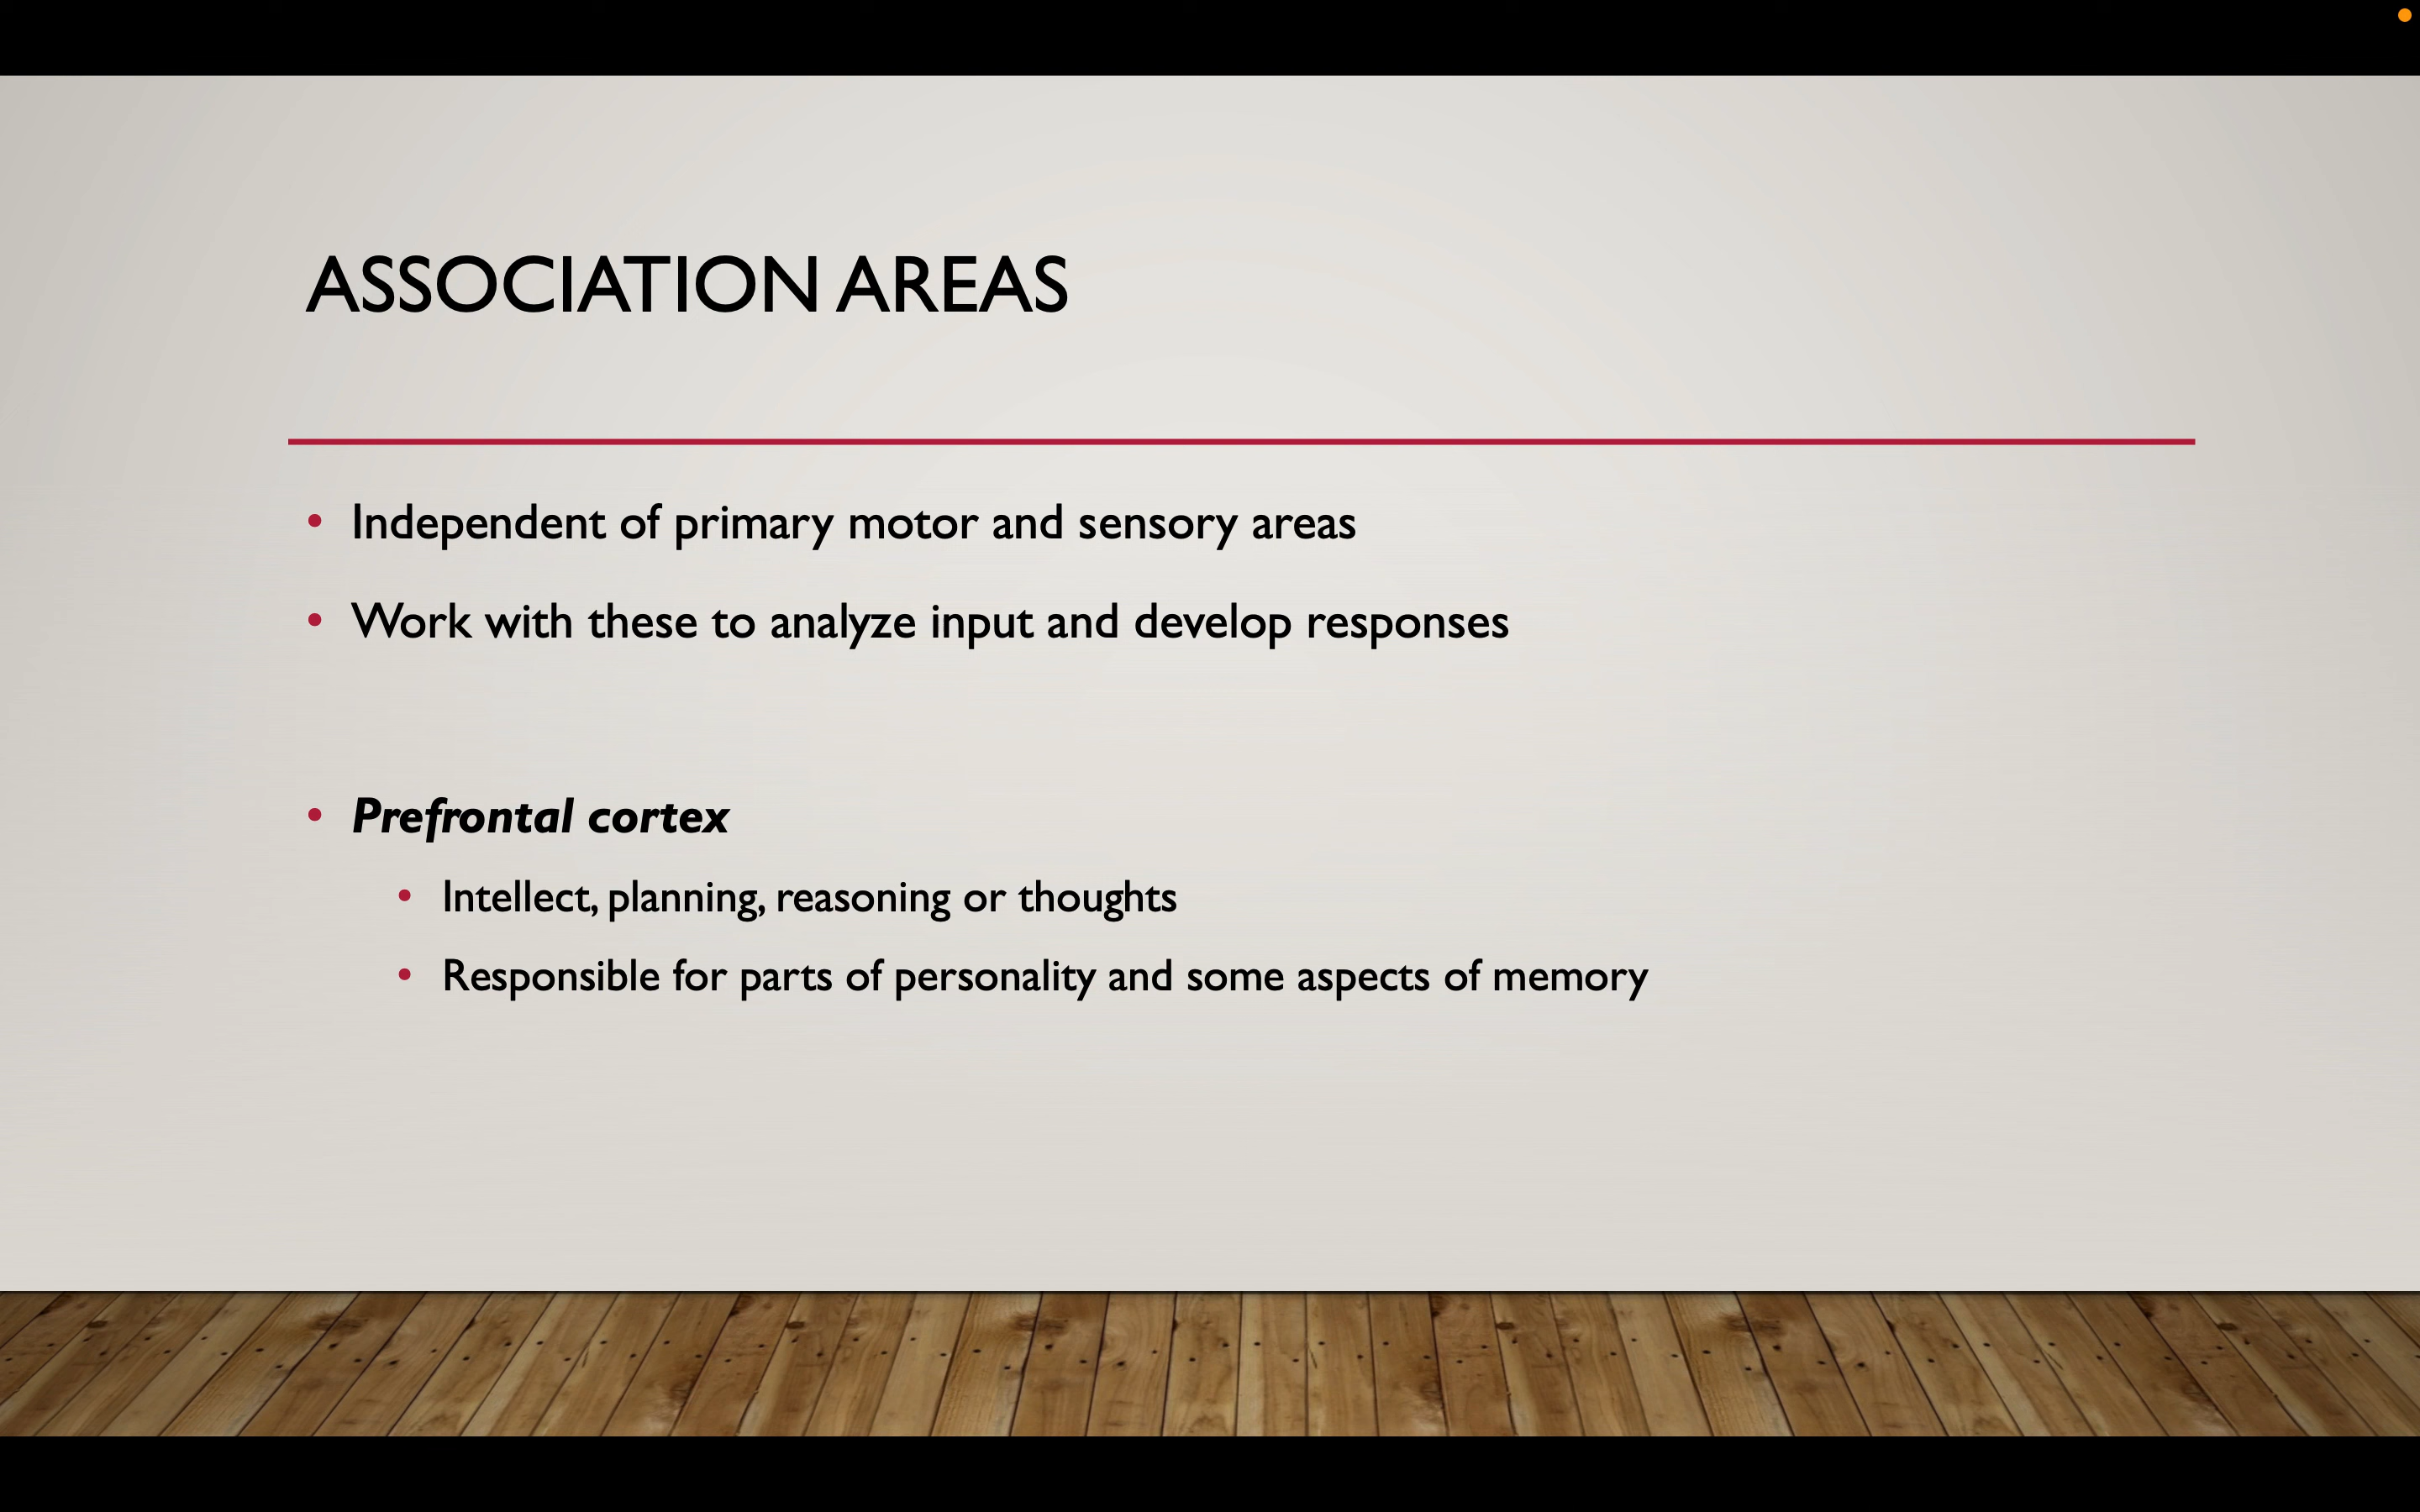 ASSOCIATION AREAS
• Independent of primary motor and sensory areas
• Work with these to analyze input and develop responses
• Prefrontal cortex
• Intellect, planning, reasoning or thoughts
• Responsible for parts of personality and some aspects of memory